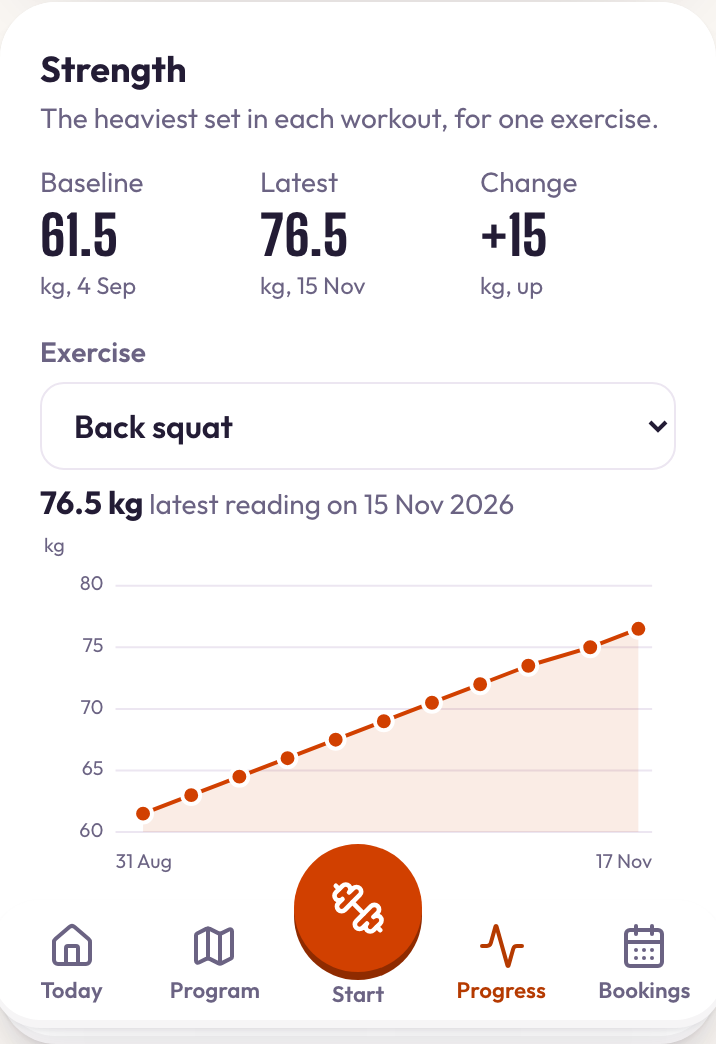 Strength
The heaviest set in each workout, for one exercise.
Baseline Latest Change
61.5 76.5 +15
kg, 4 Sep kg, 15 Nov kg, up
Exercise
Back squat
76.5 kg latest reading on 15 Nov 2026
kg
80
75
70
65
60
31 Aug 17 Nov
Today Program Start Progress Bookings